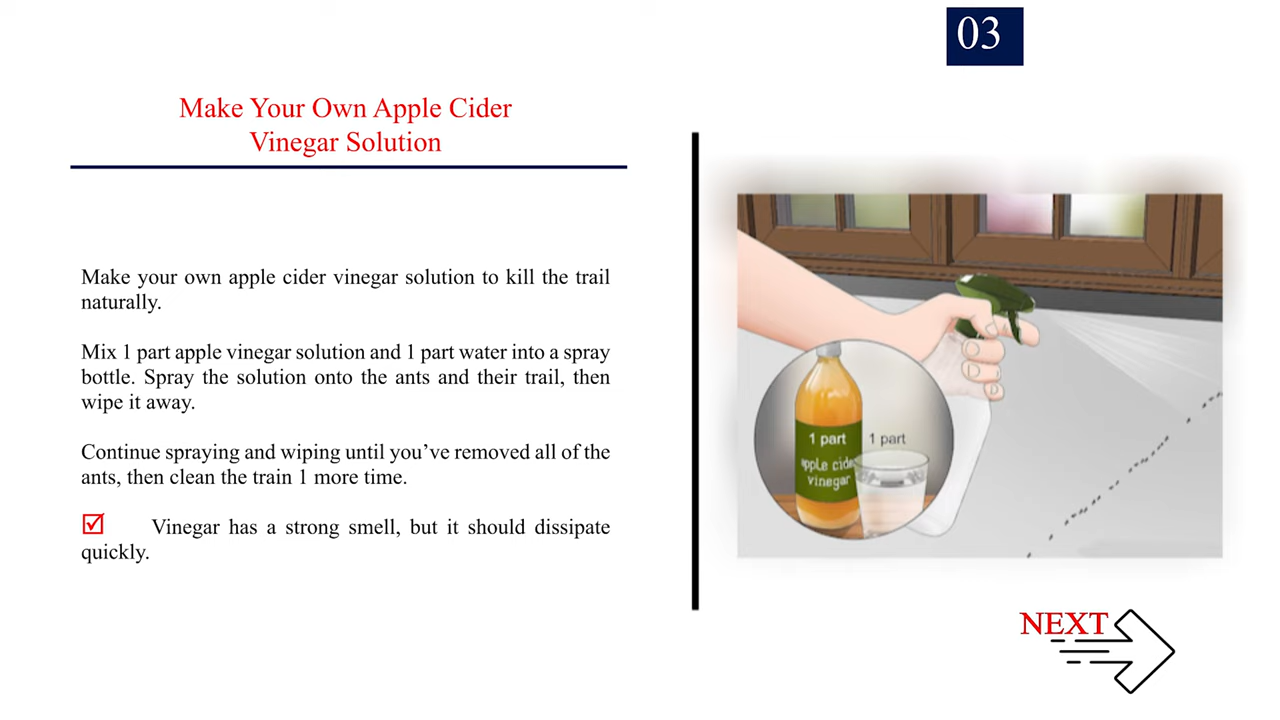 03
Make Your Own Apple Cider
Vinegar Solution
Make your own apple cider vinegar solution to kill the trail
naturally.
Mix 1 part apple vinegar solution and 1 part water into a spray
bottle. Spray the solution onto the ants and their trail, then
wipe it away.
Continue spraying and wiping until you’ve removed all of the
ants, then clean the train 1 more time.
Vinegar has a strong smell, but it should dissipate
quickly.
1 part
apple cider
vinegar
1 part
NEXT